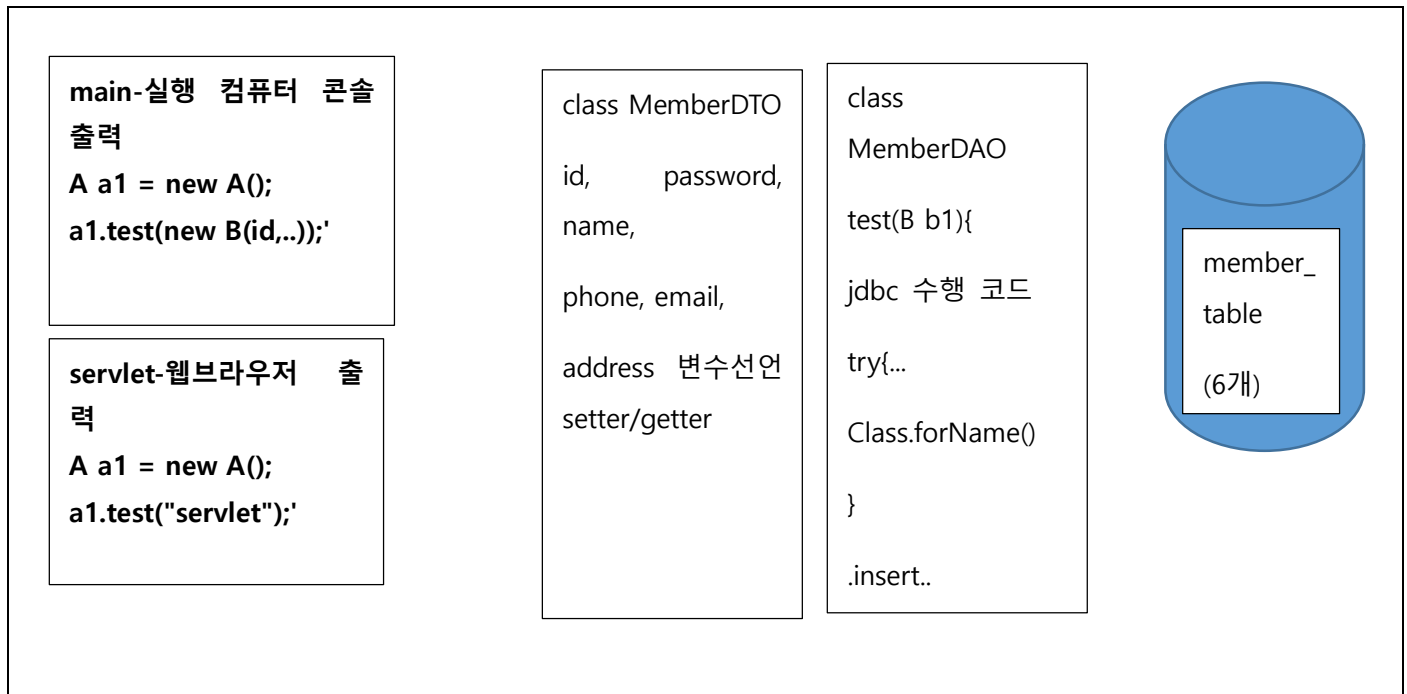 main-실행 컴퓨터 콘솔
출력
A a1 = new A();
a1.test(new B(id,..));'
servlet-웹브라우저 출
력
A a1 = new A();
a1.test("servlet");'
class MemberDTO
id, password,
name,
phone, email,
address 변수선언
setter/getter
class
MemberDAO
test(B b1){
jdbc 수행 코드
try{...
Class.forName()
}
.insert..
member_
table
(6개)